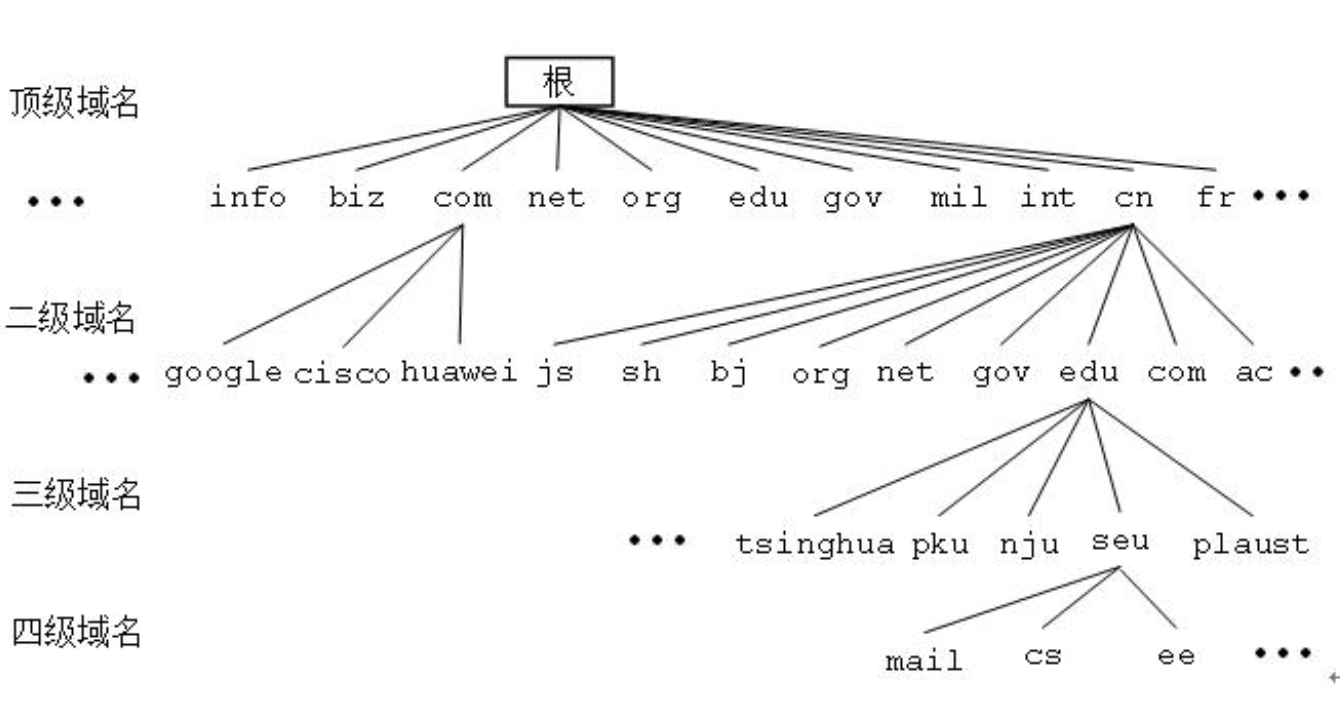 根
顶级域名
••• info biz com net org edu gov mil int cn fr •••
二级域名
••• google cisco huawei js sh bj org net gov edu com ac ••
三级域名
••• tsinghua pku nju seu plaust
四级域名
mail cs ee •••